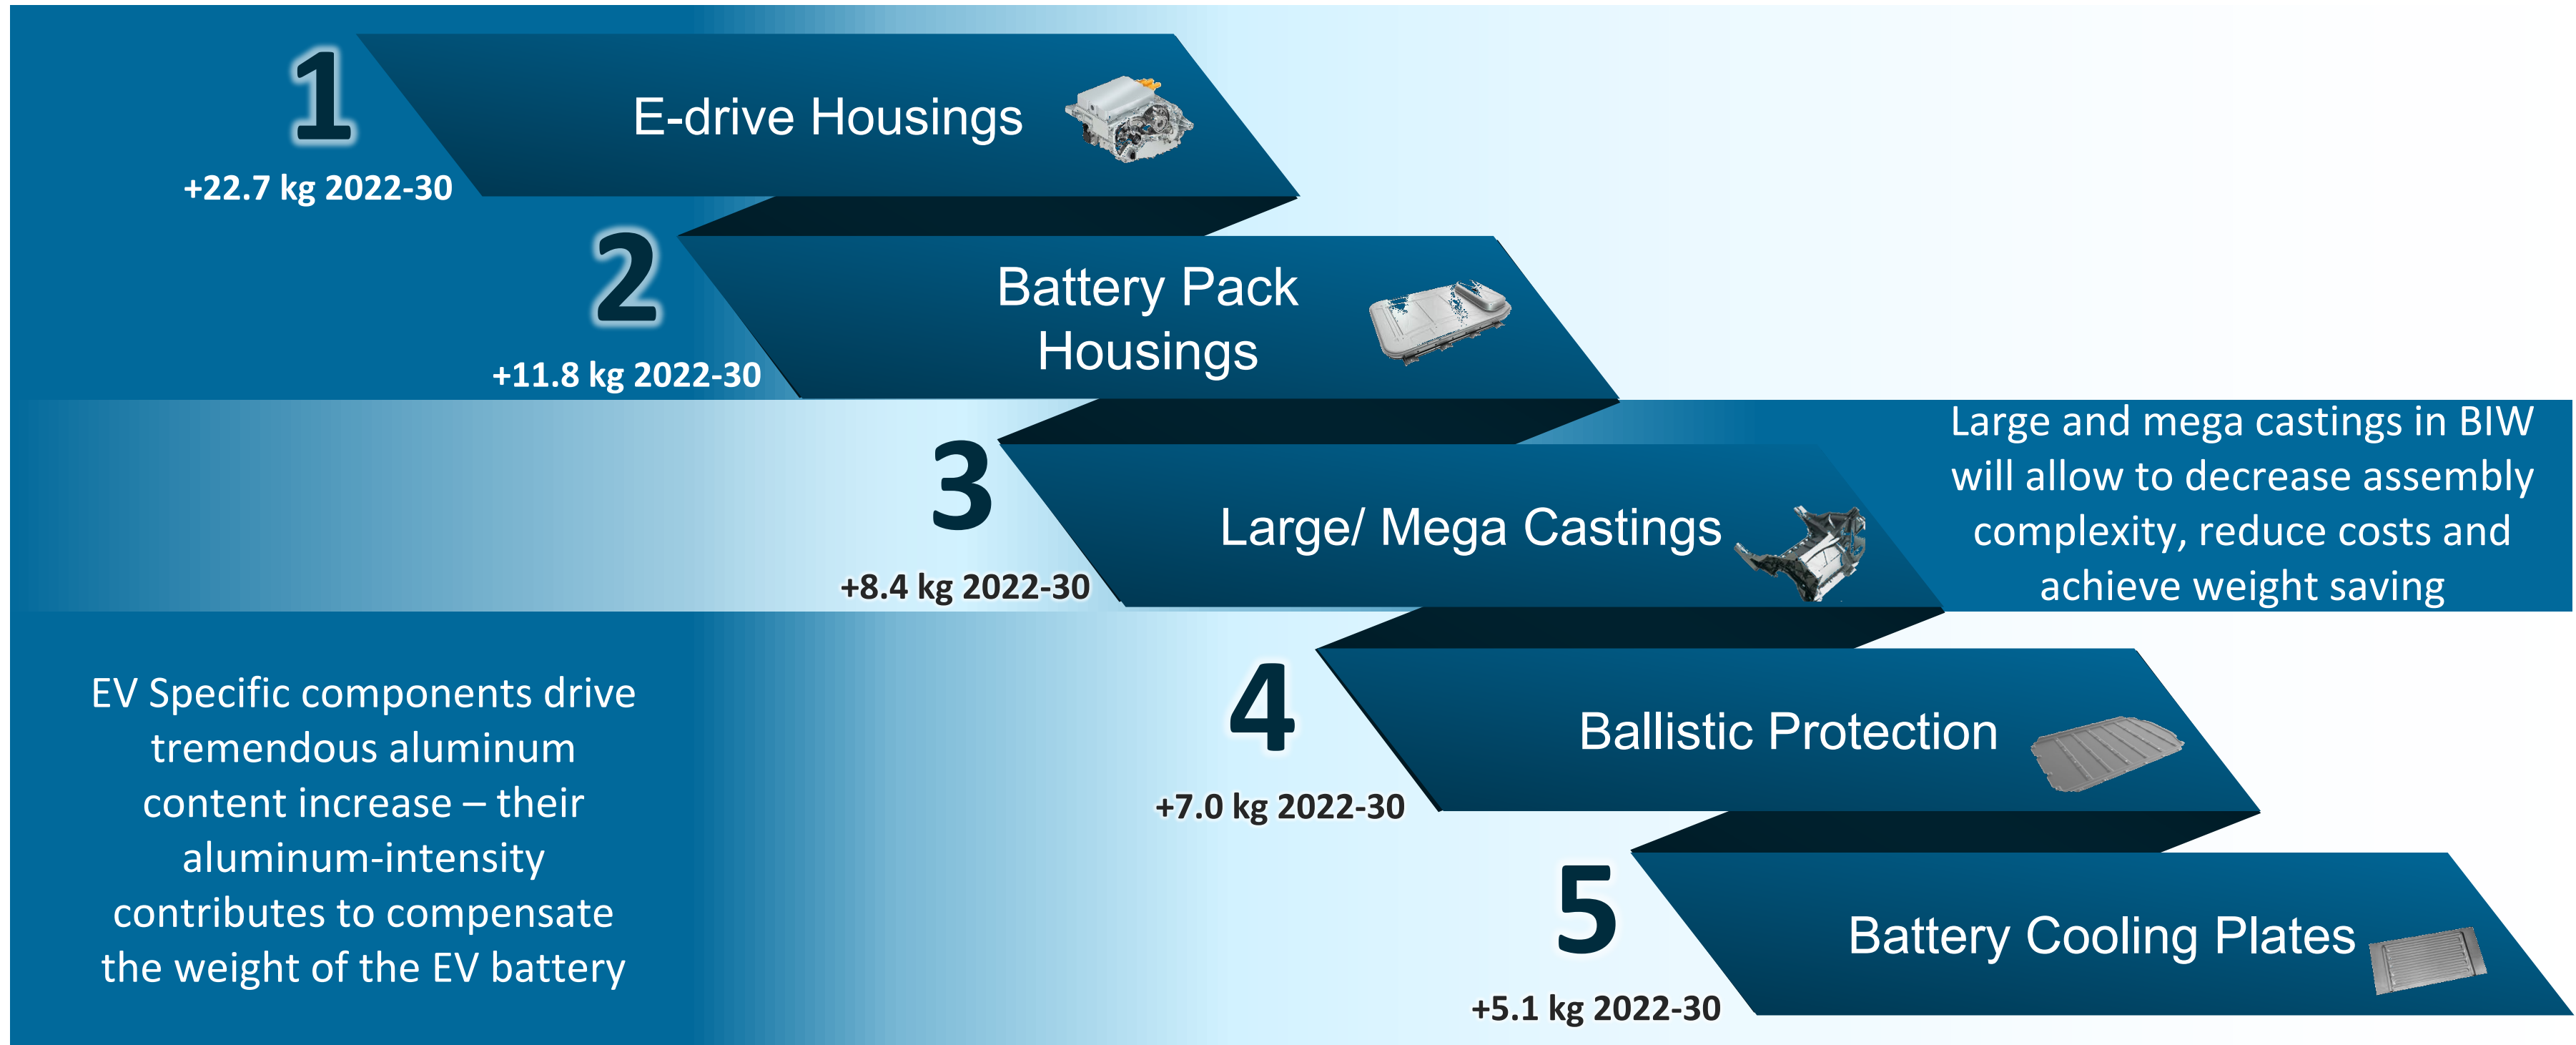 1
E-drive Housings
+22.7 kg 2022-30
2
Battery Pack
Housings
+11.8 kg 2022-30
3
Large/ Mega Castings
+8.4 kg 2022-30
Large and mega castings in BIW
will allow to decrease assembly
complexity, reduce costs and
achieve weight saving
4
Ballistic Protection
+7.0 kg 2022-30
5
Battery Cooling Plates
+5.1 kg 2022-30
EV Specific components drive
tremendous aluminum
content increase – their
aluminum-intensity
contributes to compensate
the weight of the EV battery